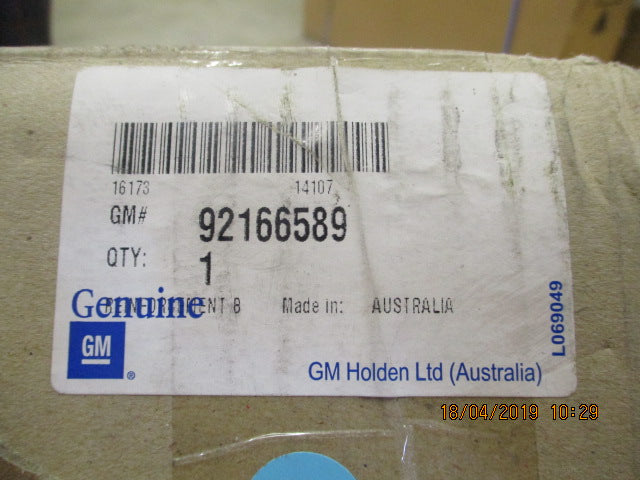 16173 14107
GM# 92166589
QTY: 1
Genuine
REINFORCEMENT B Made in: AUSTRALIA
GM ®
GM Holden Ltd (Australia)
L069049
18/04/2019 10:29